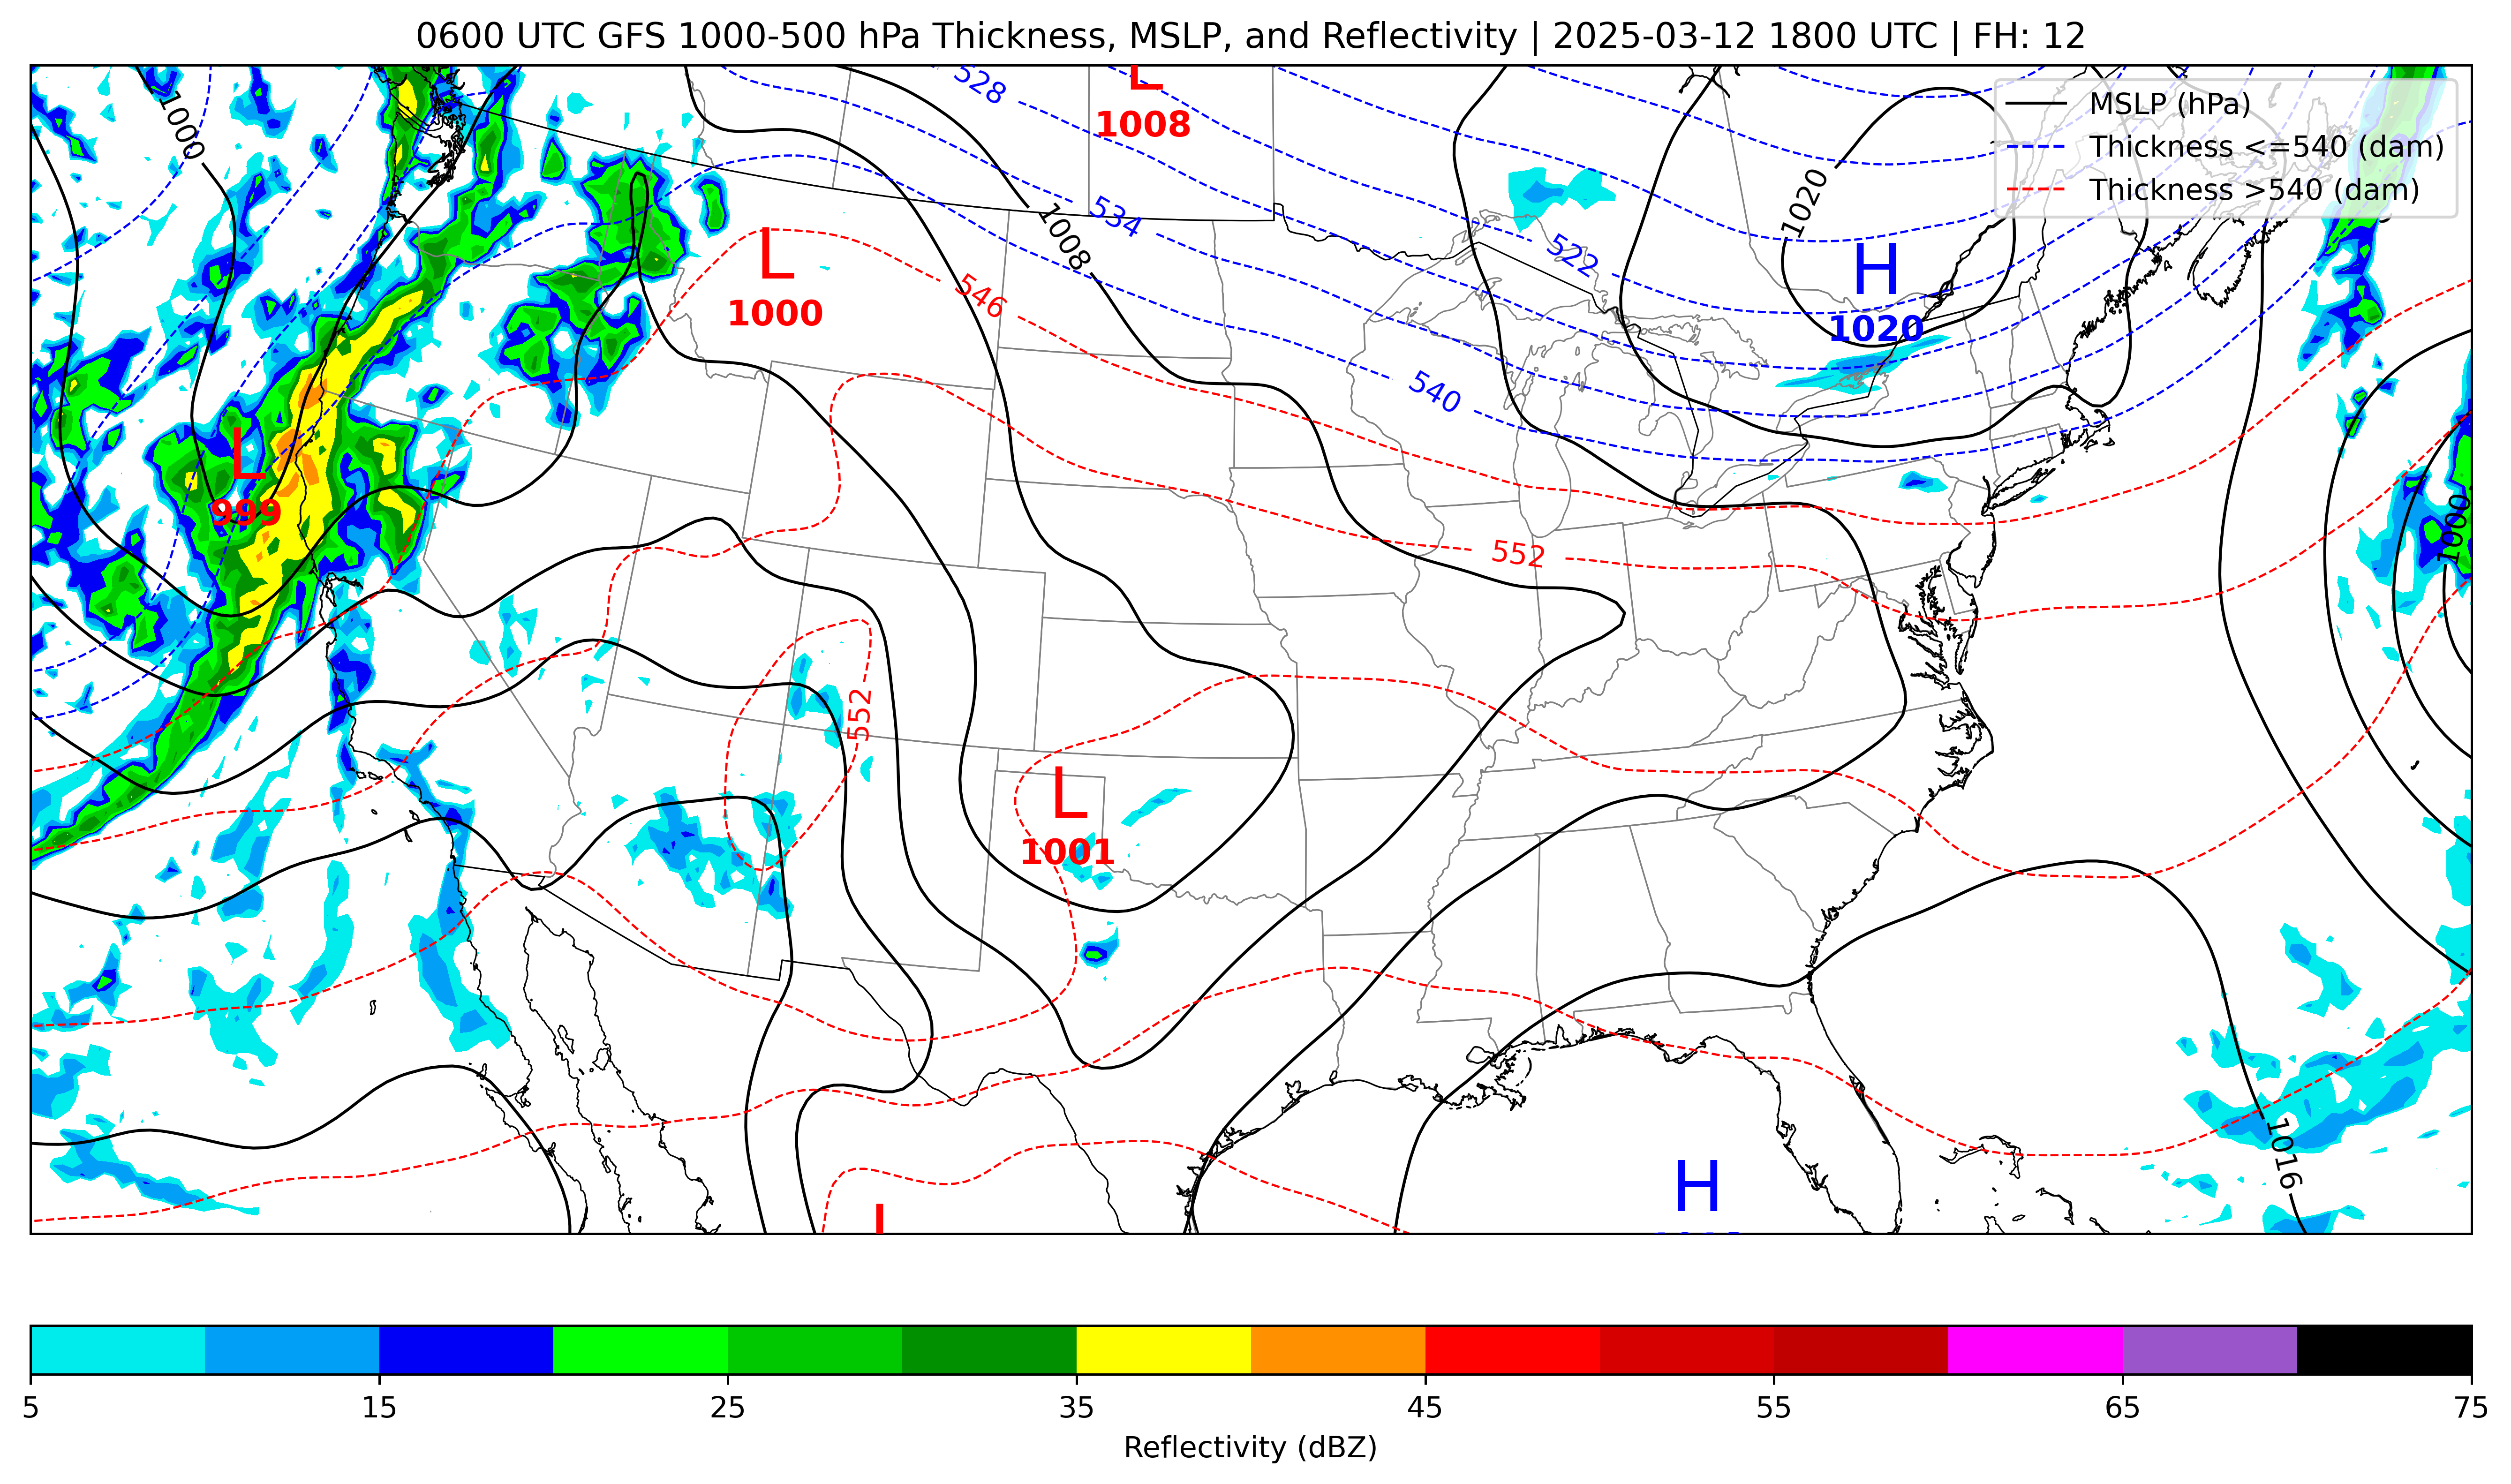 0600 UTC GFS 1000-500 hPa Thickness, MSLP, and Reflectivity | 2025-03-12 1800 UTC | FH: 12
MSLP (hPa)
Thickness <=540 (dam)
Thickness >540 (dam)
528
L
1008
1000
1020
534
1008
522
H
1020
L
1000
546
540
L
999
1000
552
552
L
1001
1016
H
L
5
15
25
35
45
55
65
75
Reflectivity (dBZ)